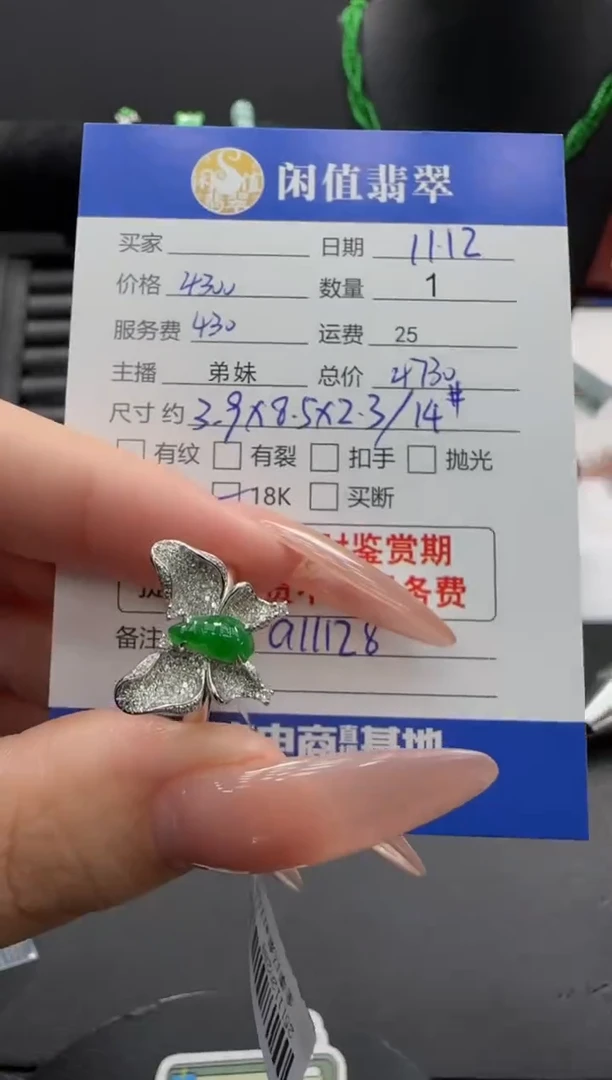 闲值翡翠
买家 日期 11.12
价格 4300 数量 1
服务费 430 运费 25
主播 弟妹 总价 4730
尺寸 约 3.9X8.5X2.3/14#
有纹 有裂 扣手 抛光
18K 买断
鉴赏期
务费
备注 a111128
电商直播基地